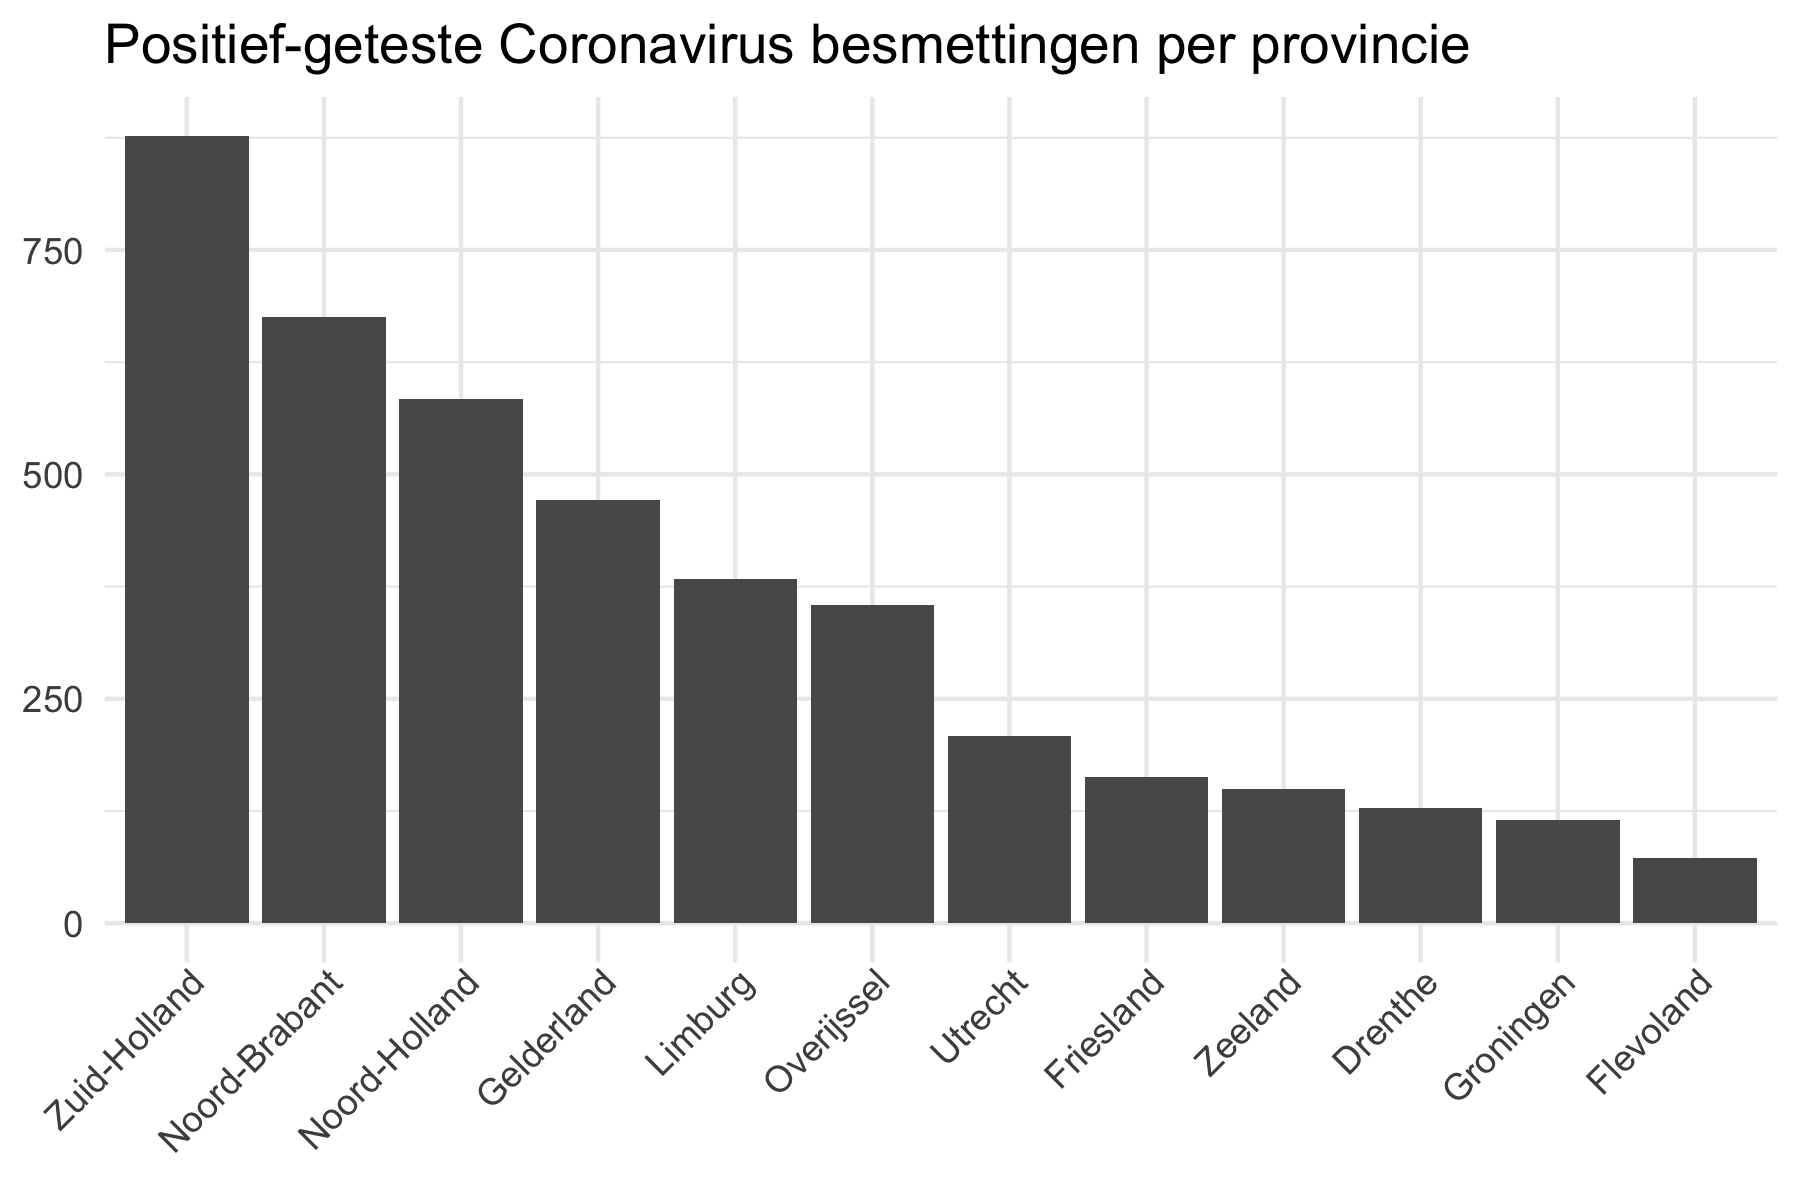 Positief-geteste Coronavirus besmettingen per provincie
750
500
250
0
Zuid-Holland
Noord-Brabant
Noord-Holland
Gelderland
Limburg
Overijssel
Utrecht
Friesland
Zeeland
Drenthe
Groningen
Flevoland